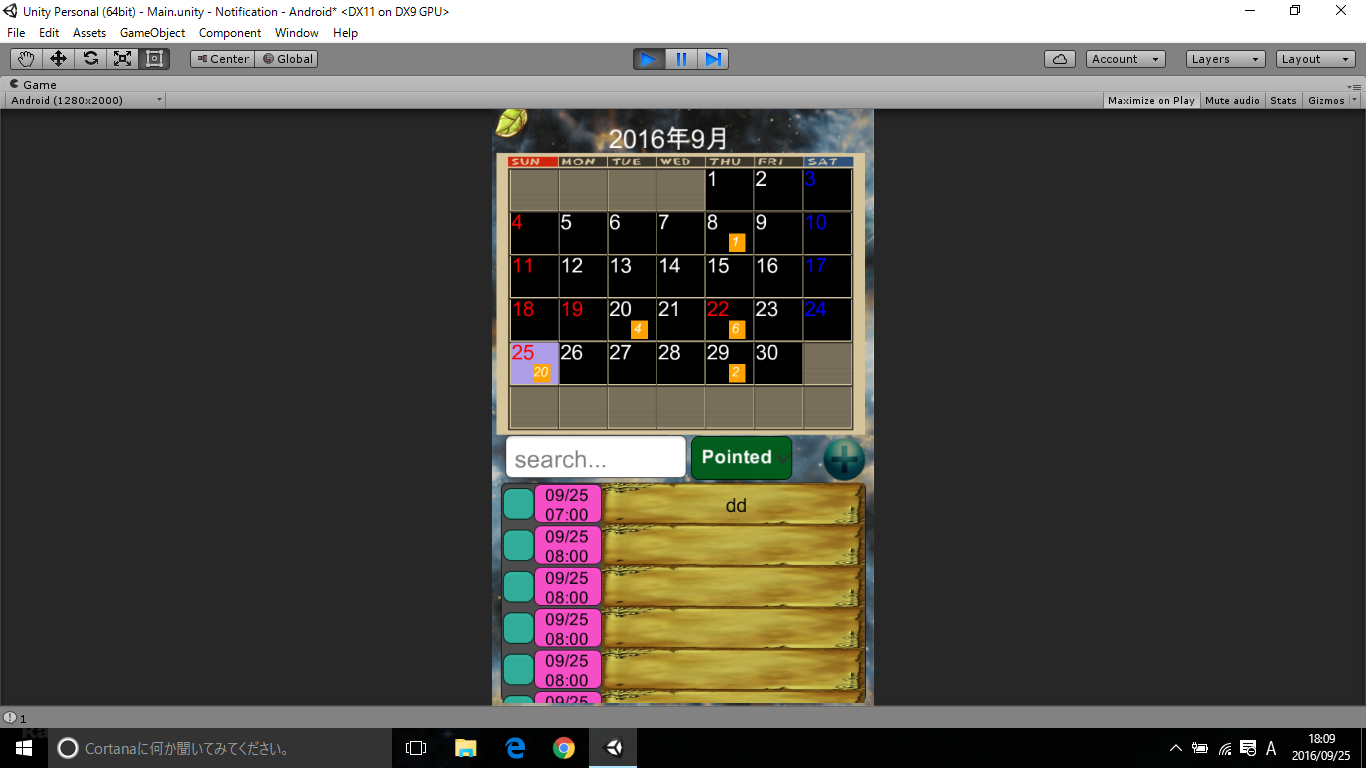 Unity Personal (64bit) - Main.unity - Notification - Android* <DX11 on DX9 GPU>
File Edit Assets GameObject Component Window Help
Center Global Account Layers Layout
Game
Android (1280x2000) Maximize on Play Mute audio Stats Gizmos
2016年9月
SUN MON TUE WED THU FRI SAT
1 2 3
4 5 6 7 8 9 10
1
11 12 13 14 15 16 17
18 19 20 21 22 23 24
4 6
25 26 27 28 29 30
20 2
search... Pointed
09/25
07:00
dd
09/25
08:00
09/25
08:00
09/25
08:00
09/25
08:00
09/25
1
Cortanaに何か聞いてみてください。
A
18:09
2016/09/25